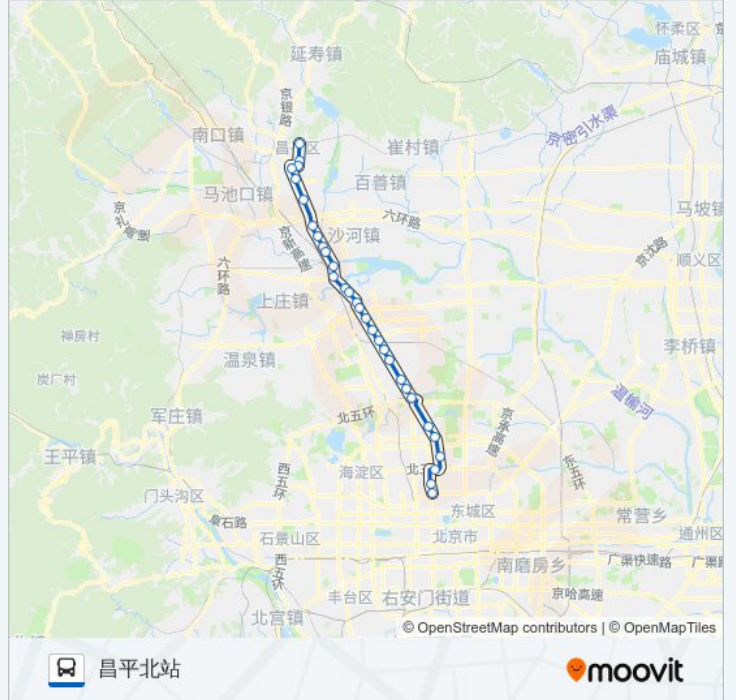 怀柔区
延寿镇
庙城镇
京银路
南口镇
京密引水渠
崔村镇
百善镇
马池口镇
京礼高速
六环路
马坡镇
沙河镇
京新高速
京沈路
六环路
顺义区
上庄镇
禅房村
李桥镇
温泉镇
炭厂村
温榆河
军庄镇
北五环
京承高速
王平镇
东五环
西五环
海淀区
门头沟区
东城区
常营乡
石景山区
北京市
通州区
南磨房乡
广渠快速路
西五环
京哈高速
丰台区
右安门街道
北宫镇
© OpenStreetMap contributors | © OpenMapTiles
昌平北站
moovit